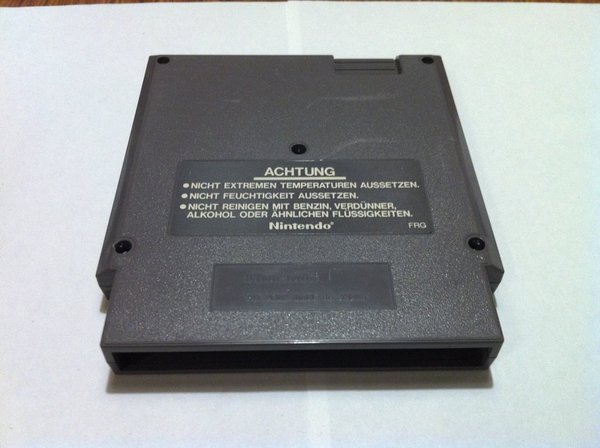 ACHTUNG
•NICHT EXTREMEN TEMPERATUREN AUSSETZEN.
•NICHT FEUCHTIGKEIT AUSSETZEN.
•NICHT REINIGEN MIT BENZIN, VERDÜNNER,
ALKOHOL ODER ÄHNLICHEN FLÜSSIGKEITEN.
Nintendo® FRG